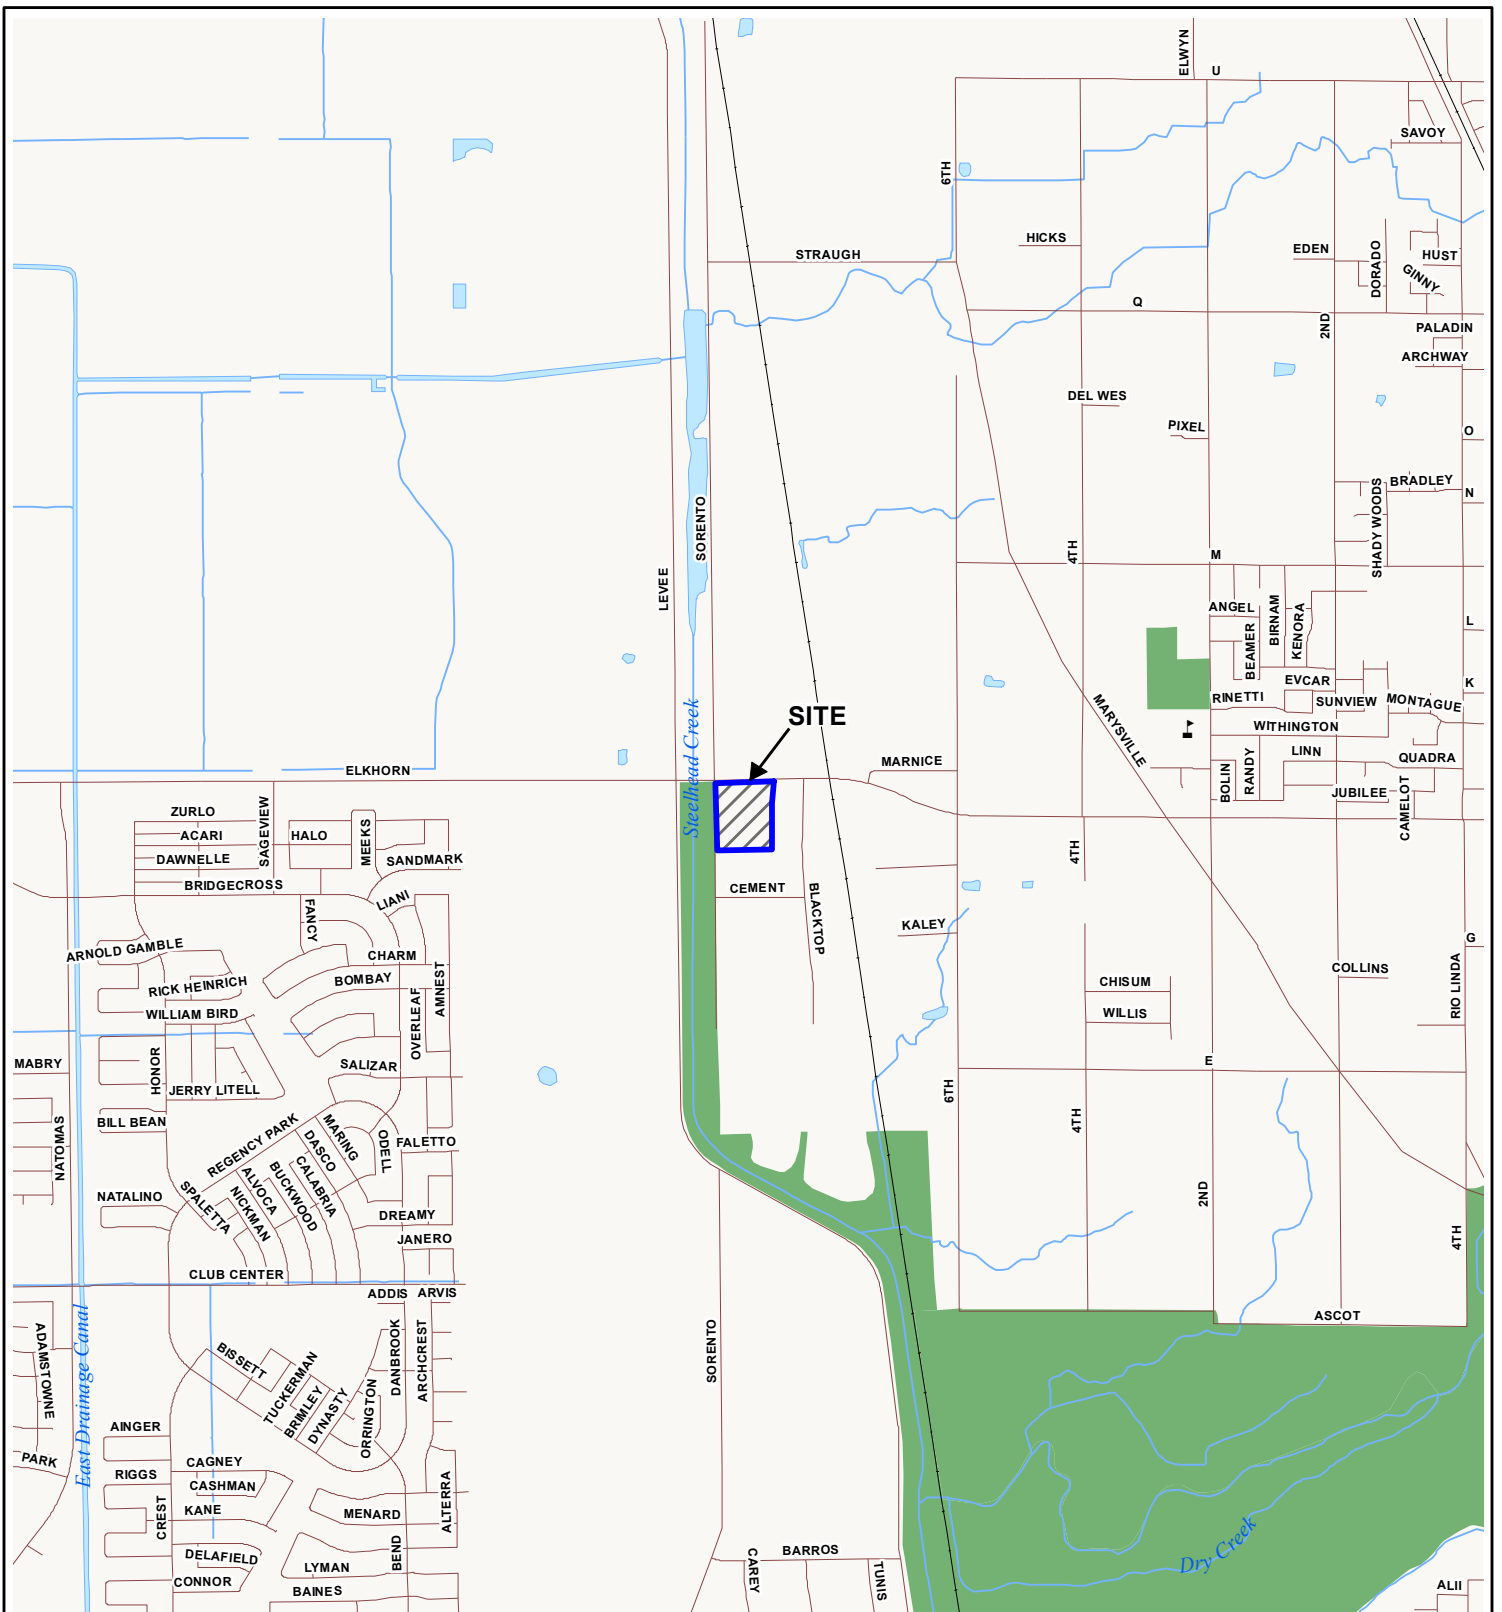 ELWYN
U
SAVOY
6TH
HICKS
STRAUGH
EDEN
DORADO
HUST
GINNY
Q
2ND
PALADIN
ARCHWAY
DEL WES
PIXEL
O
BRADLEY
N
SHADY WOODS
SORENTO
LEVEE
4TH
M
ANGEL
BIRNAM
KENORA
BEAMER
L
EVCAR
K
RINETTI
SUNVIEW
MONTAGUE
MARYSVILLE
WITHINGTON
SITE
Steelhead Creek
LINN
QUADRA
BOLIN
RANDY
JUBILEE
CAMELOT
MARNICE
ELKHORN
ZURLO
SAGEVIEW
ACARI
HALO
MEEKS
DAWNELLE
SANDMARK
BRIDGECROSS
LIANI
FANCY
4TH
CEMENT
BLACKTOP
KALEY
ARNOLD GAMBLE
CHARM
BOMBAY
AMNEST
RICK HEINRICH
OVERLEAF
WILLIAM BIRD
G
COLLINS
RIO LINDA
CHISUM
WILLIS
MABRY
HONOR
SALIZAR
JERRY LITELL
E
6TH
4TH
BILL BEAN
NATOMAS
REGENCY PARK
MARING
DASCO
ODELL
FALETTO
CALABRIA
BUCKWOOD
ALVOCA
NICKMAN
SPALETTA
NATALINO
DREAMY
JANERO
2ND
4TH
CLUB CENTER
ADDIS
ARVIS
ASCOT
East Drainage Canal
ADAMSTOWNE
BISSETT
TUCKERMAN
BRIMLEY
DYNASTY
ORRINGTON
DANBROOK
ARCHCREST
SORENTO
AINGER
PARK
CAGNEY
RIGGS
CASHMAN
CREST
KANE
MENARD
ALTERRA
DELAFIELD
LYMAN
BEND
CONNOR
BAINES
BARROS
CAREY
TUNIS
Dry Creek
ALII